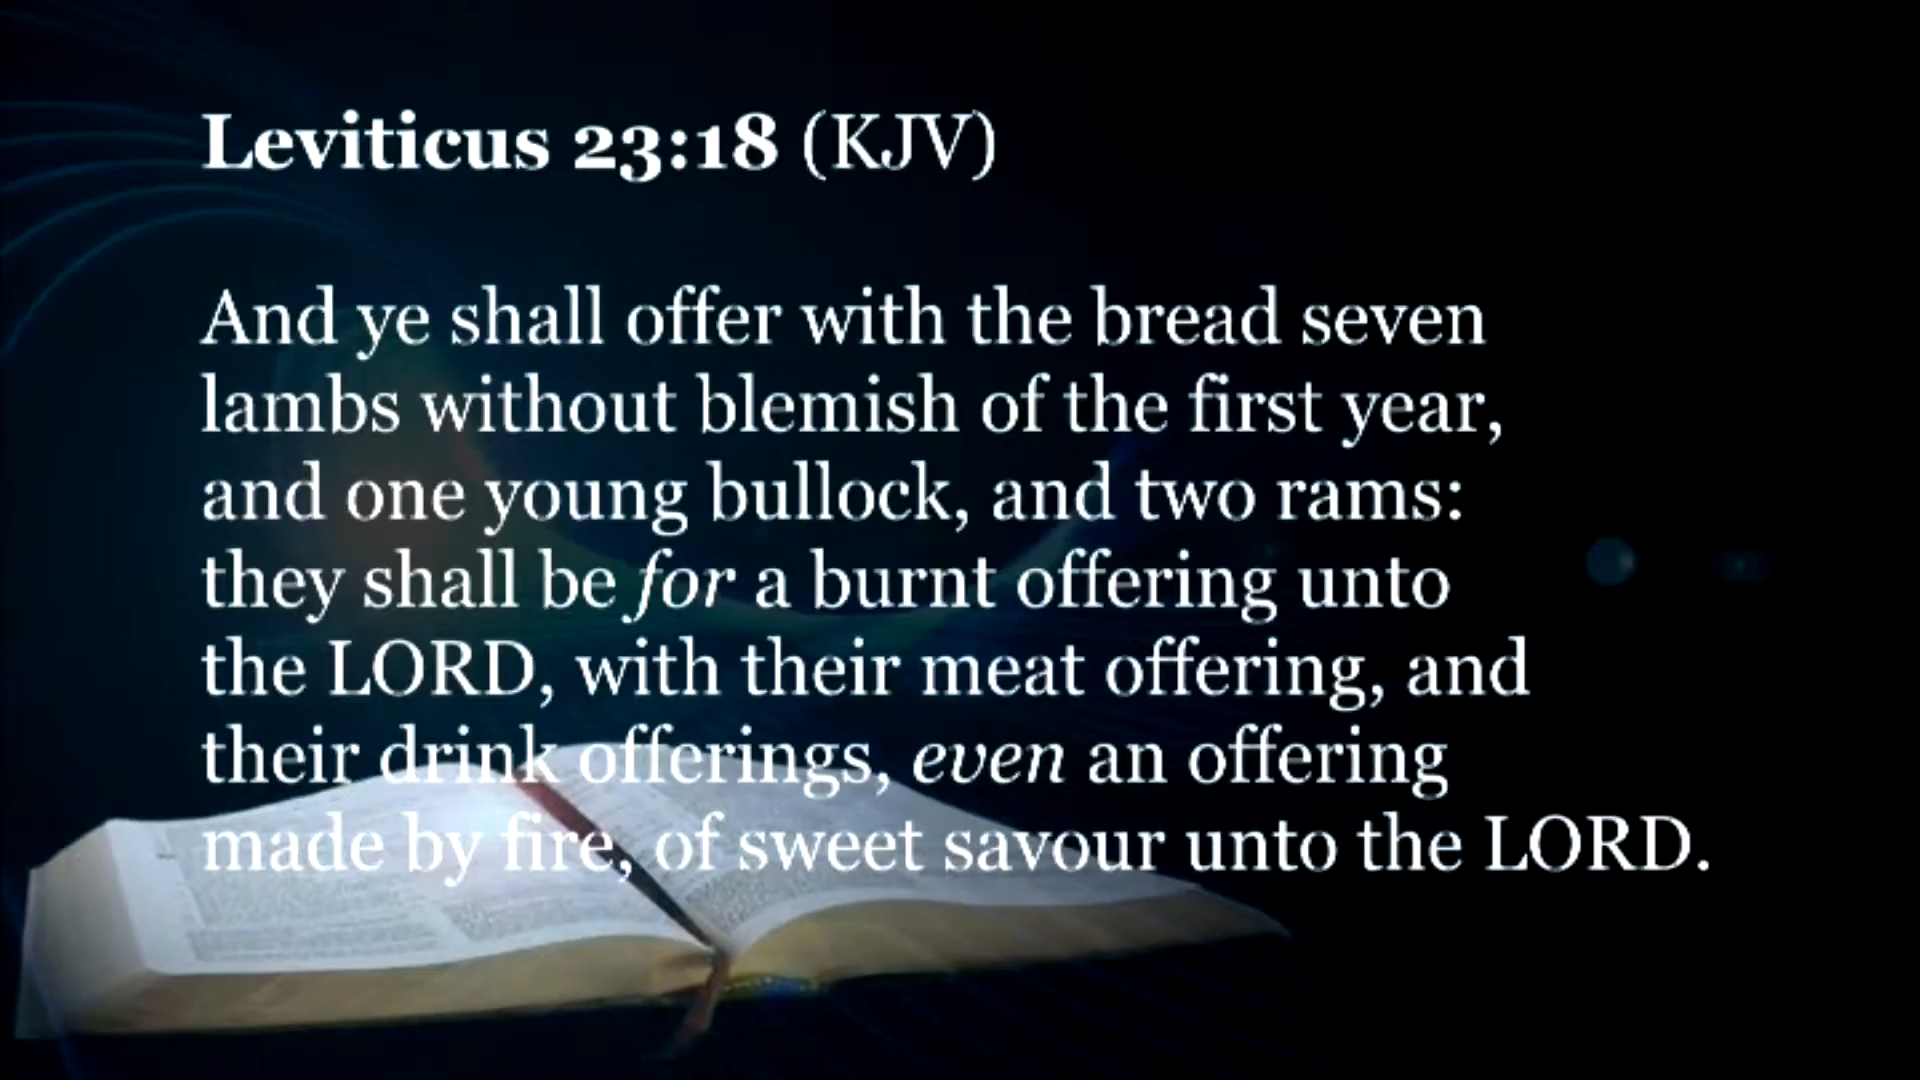 Leviticus 23:18 (KJV)
And ye shall offer with the bread seven
lambs without blemish of the first year,
and one young bullock, and two rams:
they shall be for a burnt offering unto
the LORD, with their meat offering, and
their drink offerings, even an offering
made by fire, of sweet savour unto the LORD.